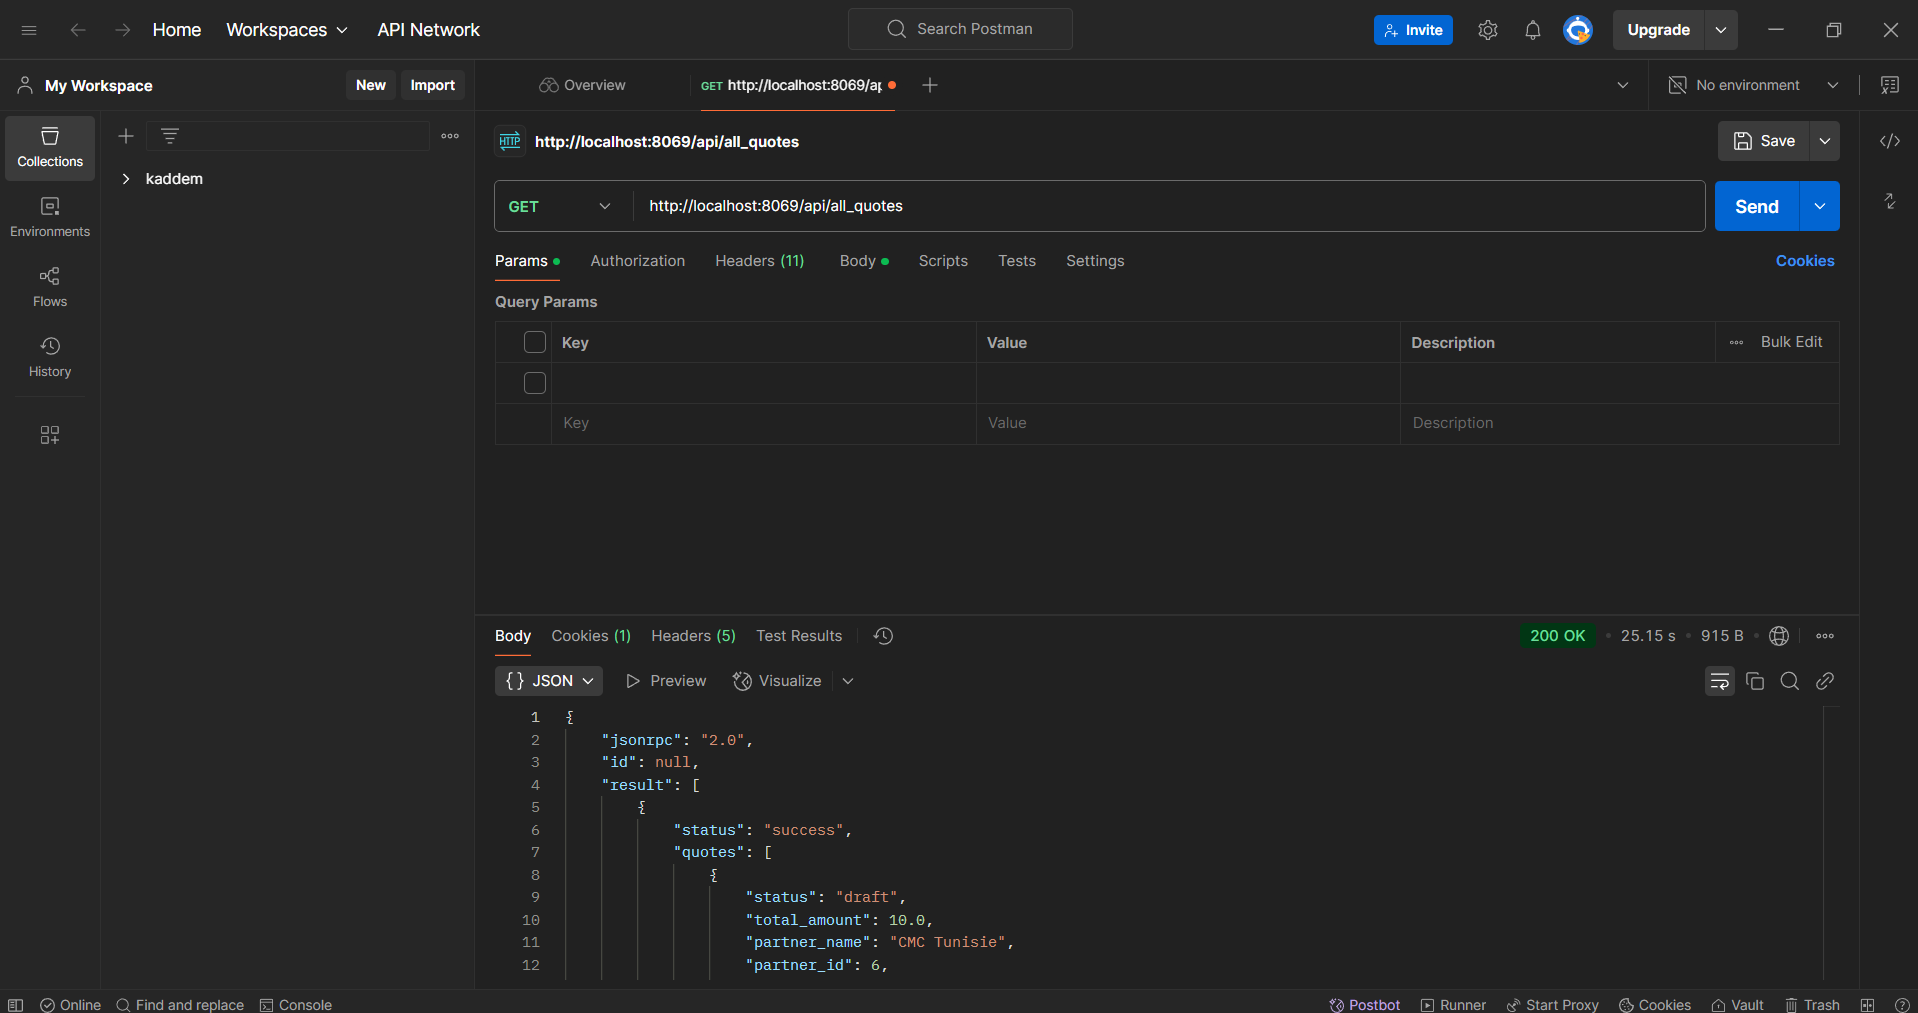 Home Workspaces API Network Search Postman Invite Upgrade
My Workspace New Import Overview GET http://localhost:8069/ap No environment
Collections
Environments
Flows
History
kaddem
HTTP http://localhost:8069/api/all_quotes Save
GET http://localhost:8069/api/all_quotes Send
Params Authorization Headers (11) Body Scripts Tests Settings Cookies
Query Params
Key Value Description Bulk Edit
Key Value Description
Body Cookies (1) Headers (5) Test Results 200 OK 25.15 s 915 B
{} JSON Preview Visualize
1 {
2 "jsonrpc": "2.0",
3 "id": null,
4 "result": [
5 {
6 "status": "success",
7 "quotes": [
8 {
9 "status": "draft",
10 "total_amount": 10.0,
11 "partner_name": "CMC Tunisie",
12 "partner_id": 6,
Online Find and replace Console Postbot Runner Start Proxy Cookies Vault Trash